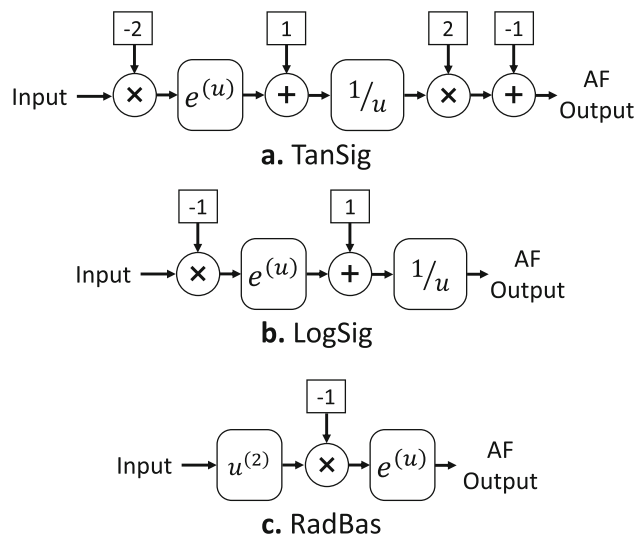 -2 1 2 -1
Input × e^(u) + 1/u × + AF Output
a. TanSig
-1 1
Input × e^(u) + 1/u AF Output
b. LogSig
-1
Input u^(2) × e^(u) AF Output
c. RadBas